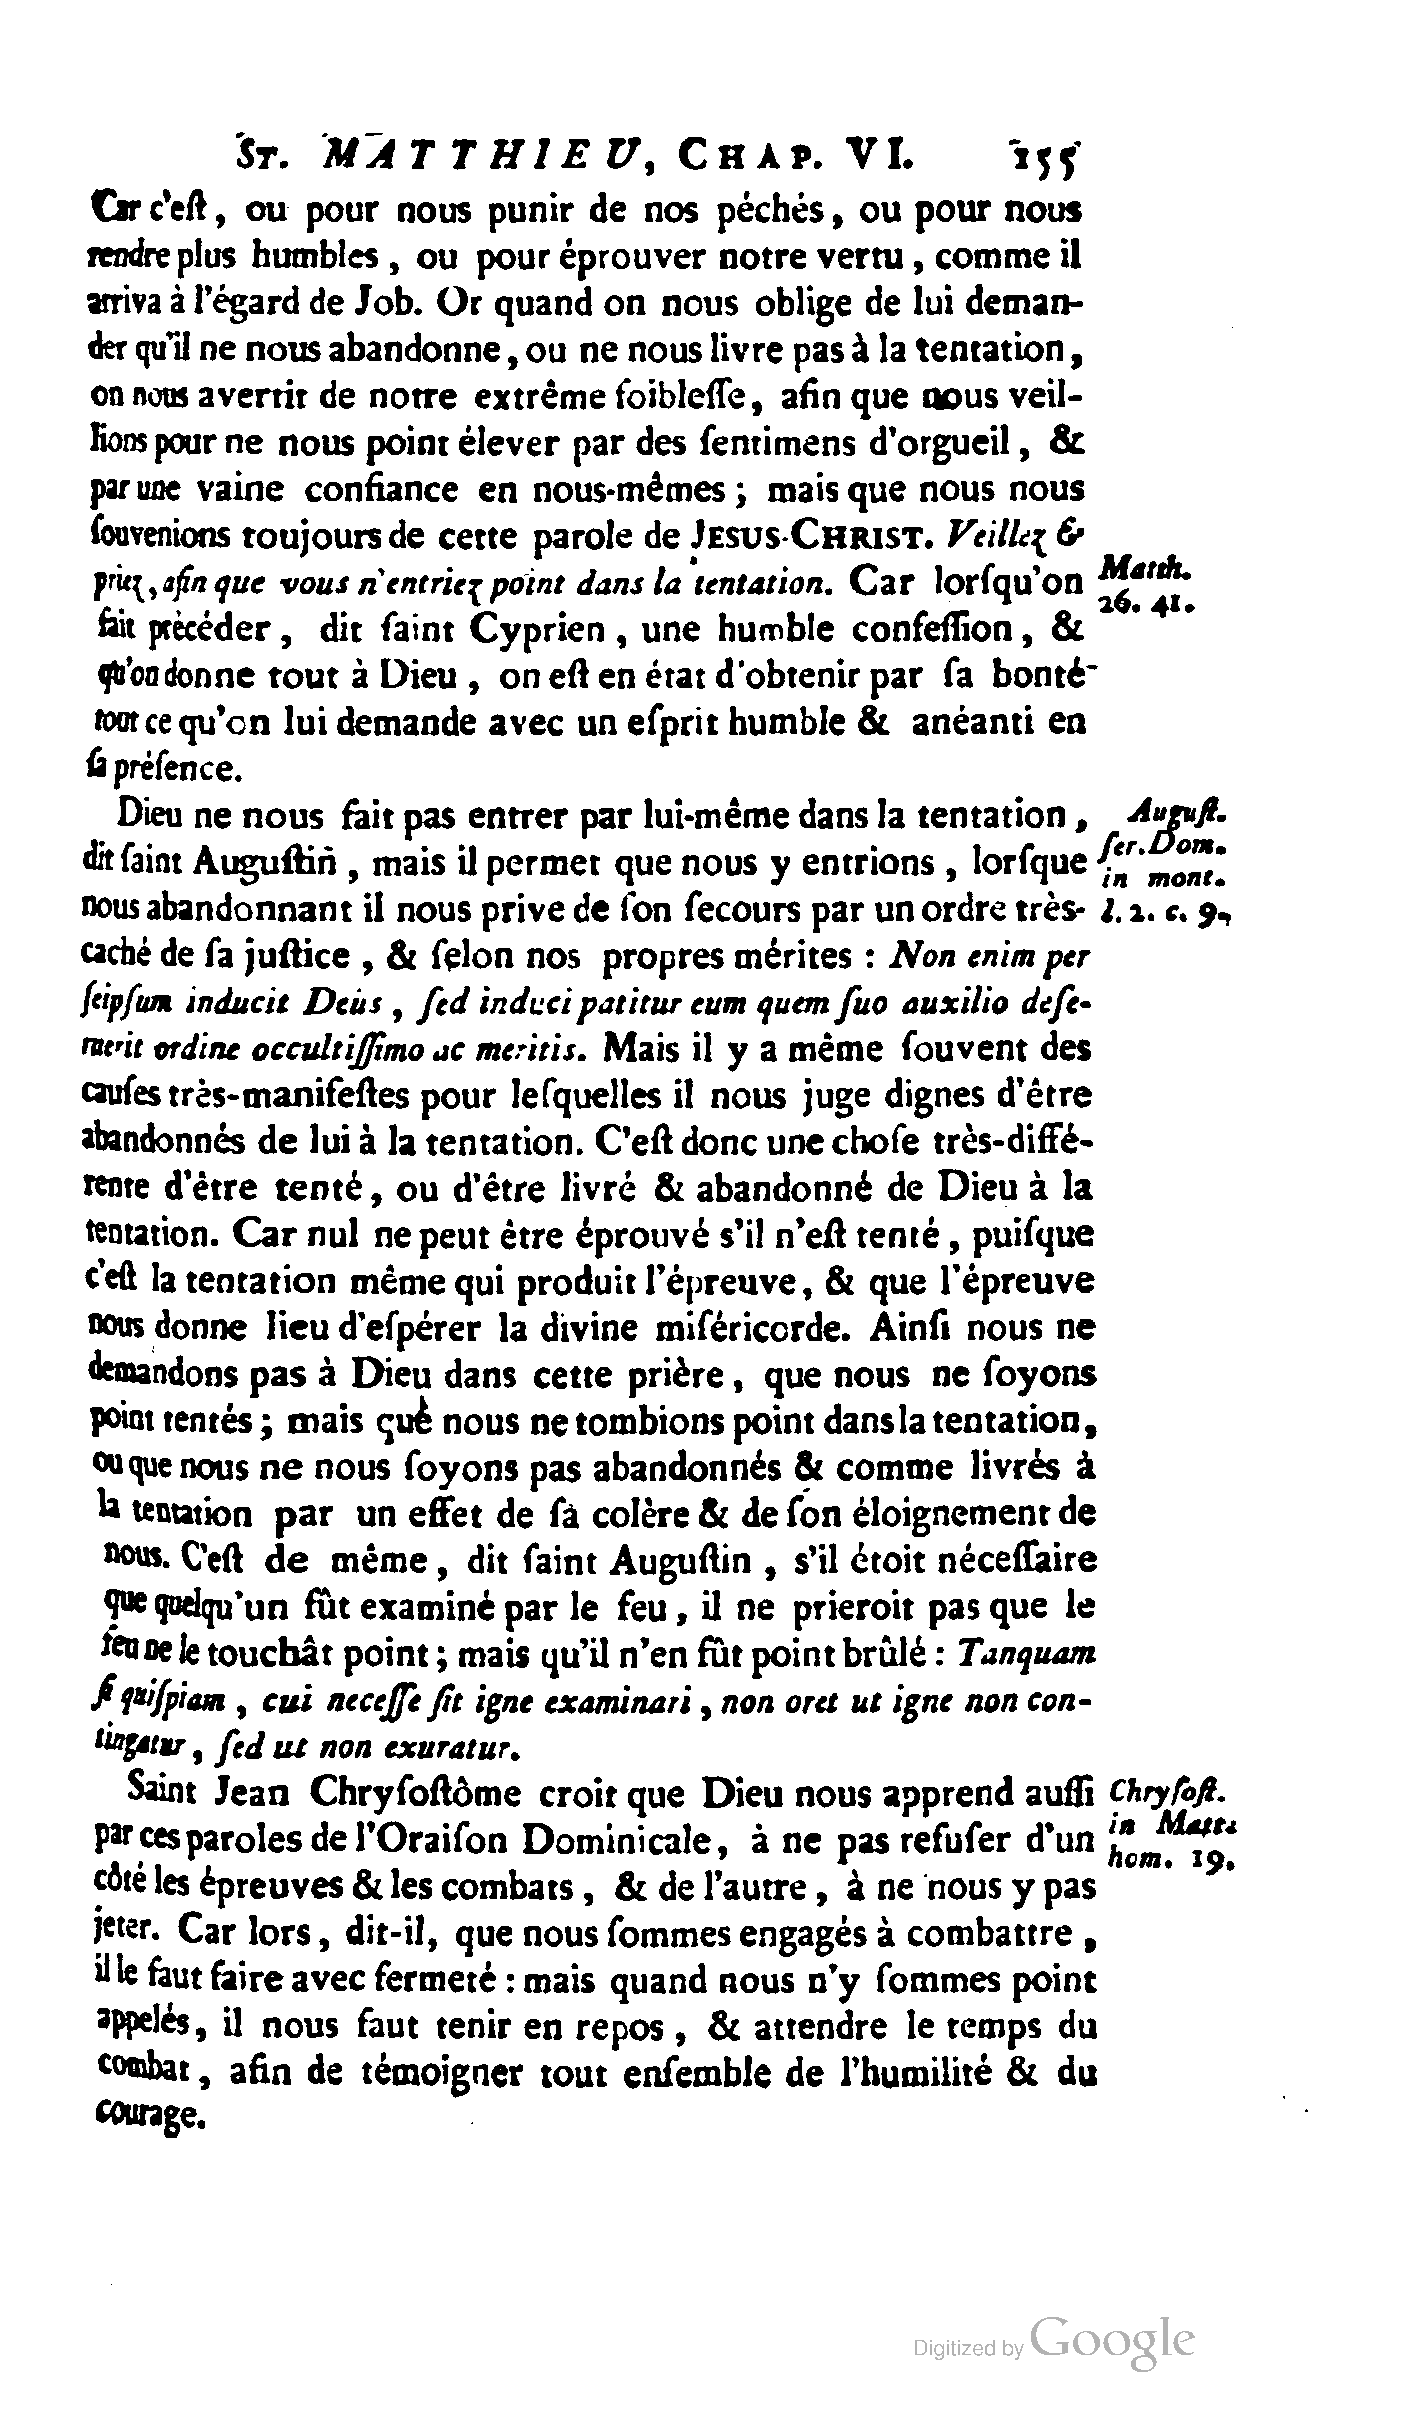 ST. MATTHIEU, CHAP. VI. 155
Car c'eſt, ou pour nous punir de nos péchés, ou pour nous
rendre plus humbles, ou pour éprouver notre vertu, comme il
arriva à l'égard de Job. Or quand on nous oblige de lui deman-
der qu'il ne nous abandonne, ou ne nous livre pas à la tentation,
on nous avertit de notre extrême foibleſſe, afin que nous veil-
lions pour ne nous point élever par des ſentimens d'orgueil, &
par une vaine confiance en nous-mêmes; mais que nous nous
ſouvenions toujours de cette parole de JESUS-CHRIST. Veillez &
priez, afin que vous n'entriez point dans la tentation. Car lorſqu'on
Matth.
26. 41.
fait prècéder, dit ſaint Cyprien, une humble confeſſion, &
qu'on donne tout à Dieu, on eſt en état d'obtenir par ſa bonté
tout ce qu'on lui demande avec un eſprit humble & anéanti en
ſa préſence.
Dieu ne nous fait pas entrer par lui-même dans la tentation,
dit ſaint Auguſtin, mais il permet que nous y entrions, lorſque
nous abandonnant il nous prive de ſon ſecours par un ordre très-
Auguſt.
ſer. Dom.
in mont.
l. 2. c. 9.
caché de ſa juſtice, & ſelon nos propres mérites : Non enim per
ſeipſum inducit Deus, ſed induci patitur eum quem ſuo auxilio deſe-
ruerit ordine occultiſſimo ac meritis. Mais il y a même ſouvent des
cauſes très-manifeſtes pour leſquelles il nous juge dignes d'être
abandonnés de lui à la tentation. C'eſt donc une choſe très-diffé-
rente d'être tenté, ou d'être livré & abandonné de Dieu à la
tentation. Car nul ne peut être éprouvé s'il n'eſt tenté, puiſque
c'eſt la tentation même qui produit l'épreuve, & que l'épreuve
nous donne lieu d'eſpérer la divine miſéricorde. Ainſi nous ne
demandons pas à Dieu dans cette prière, que nous ne ſoyons
point tentés; mais que nous ne tombions point dans la tentation,
ou que nous ne nous ſoyons pas abandonnés & comme livrés à
la tentation par un effet de ſa colère & de ſon éloignement de
nous. C'eſt de même, dit ſaint Auguſtin, s'il étoit néceſſaire
que quelqu'un fût examiné par le feu, il ne prieroit pas que le
feu ne le touchât point; mais qu'il n'en fût point brûlé : Tanquam
ſi quiſpiam, cui neceſſe ſit igne examinari, non oret ut igne non con-
tingatur, ſed ut non exuratur.
Saint Jean Chryſoſtôme croit que Dieu nous apprend auſſi
par ces paroles de l'Oraiſon Dominicale, à ne pas refuſer d'un
Chryſoſt.
in Matt.
hom. 19.
côté les épreuves & les combats, & de l'autre, à ne nous y pas
jeter. Car lors, dit-il, que nous ſommes engagés à combattre,
il le faut faire avec fermeté : mais quand nous n'y ſommes point
appelés, il nous faut tenir en repos, & attendre le temps du
combat, afin de témoigner tout enſemble de l'humilité & du
courage.
Digitized by Google